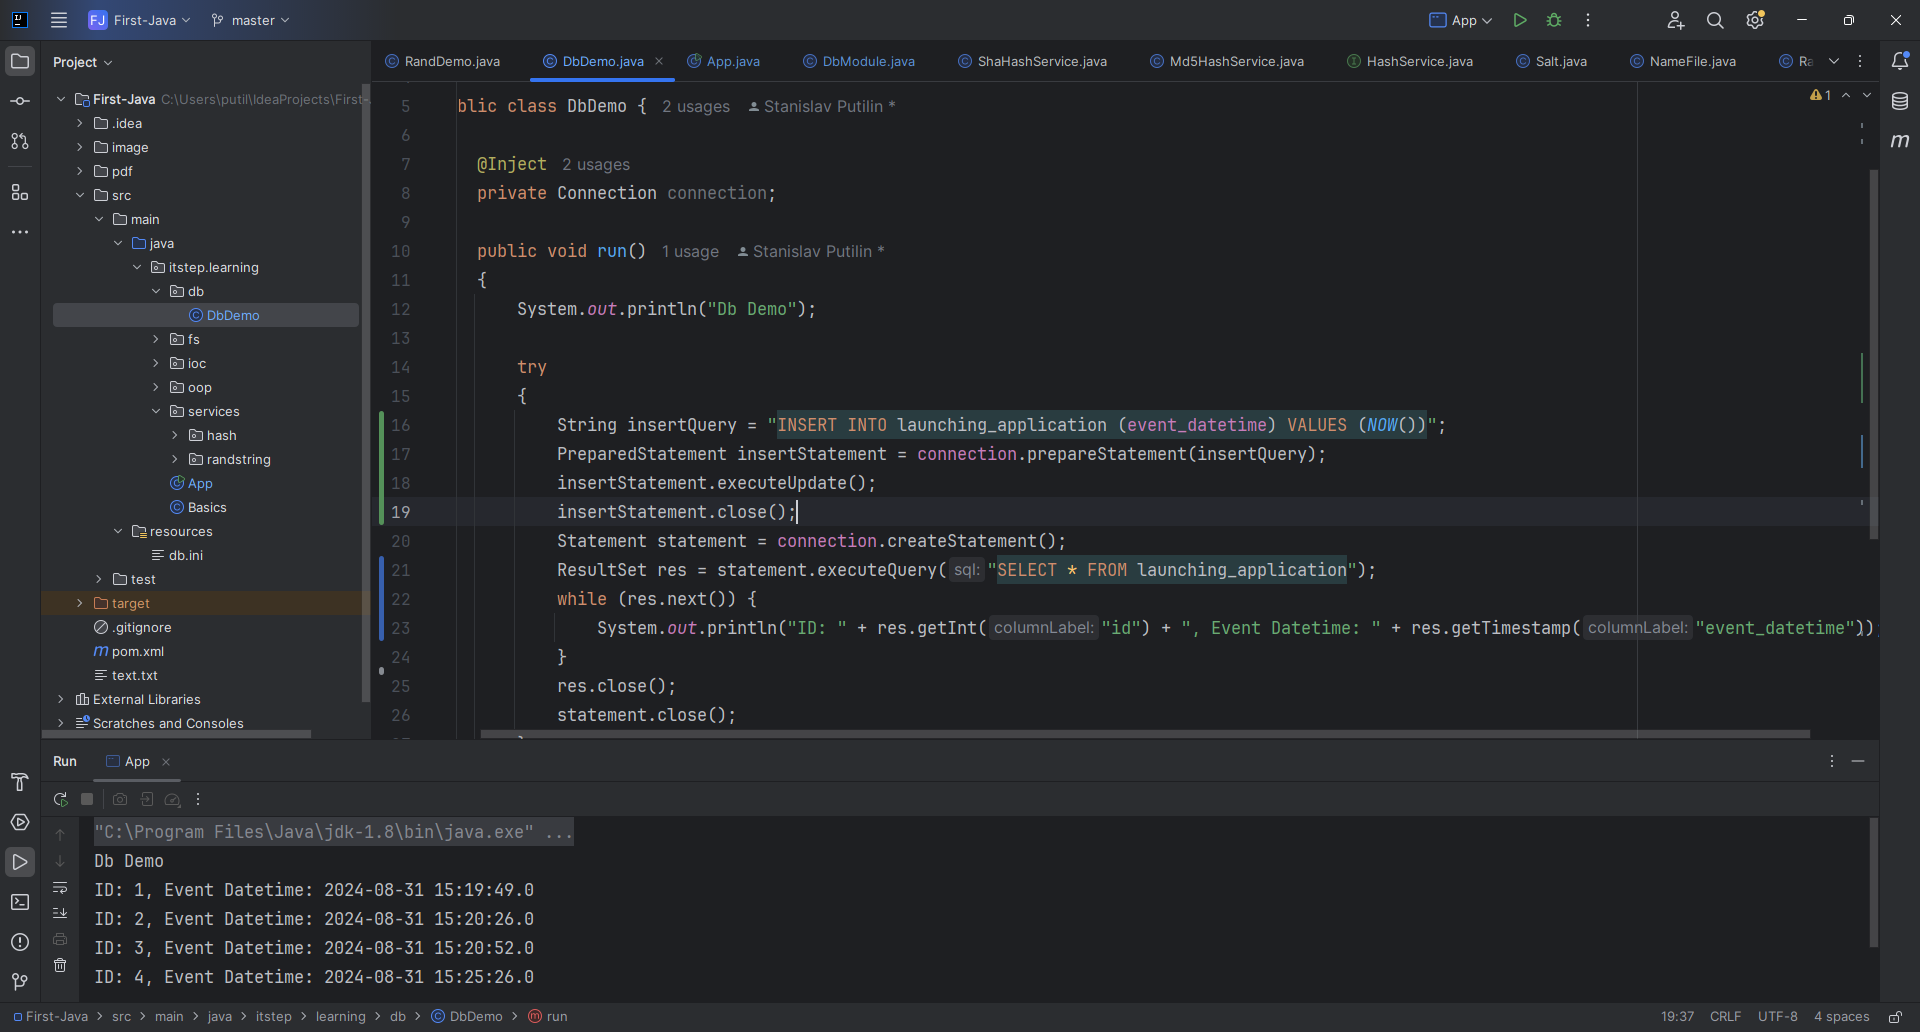 FJ First-Java master App
Project
First-Java C:\Users\putil\IdeaProjects\First-
.idea
image
pdf
src
main
java
itstep.learning
db
DbDemo
fs
ioc
oop
services
hash
randstring
App
Basics
resources
db.ini
test
target
.gitignore
pom.xml
text.txt
External Libraries
Scratches and Consoles
RandDemo.java DbDemo.java App.java DbModule.java ShaHashService.java Md5HashService.java HashService.java Salt.java NameFile.java Ra
1
5 blic class DbDemo { 2 usages Stanislav Putilin *
6
7 @Inject 2 usages
8 private Connection connection;
9
10 public void run() 1 usage Stanislav Putilin *
11 {
12 System.out.println("Db Demo");
13
14 try
15 {
16 String insertQuery = "INSERT INTO launching_application (event_datetime) VALUES (NOW())";
17 PreparedStatement insertStatement = connection.prepareStatement(insertQuery);
18 insertStatement.executeUpdate();
19 insertStatement.close();
20 Statement statement = connection.createStatement();
21 ResultSet res = statement.executeQuery( sql: "SELECT * FROM launching_application");
22 while (res.next()) {
23 System.out.println("ID: " + res.getInt( columnLabel: "id") + ", Event Datetime: " + res.getTimestamp( columnLabel: "event_datetime"));
24 }
25 res.close();
26 statement.close();
Run App
"C:\Program Files\Java\jdk-1.8\bin\java.exe" ...
Db Demo
ID: 1, Event Datetime: 2024-08-31 15:19:49.0
ID: 2, Event Datetime: 2024-08-31 15:20:26.0
ID: 3, Event Datetime: 2024-08-31 15:20:52.0
ID: 4, Event Datetime: 2024-08-31 15:25:26.0
First-Java > src > main > java > itstep > learning > db > DbDemo > run 19:37 CRLF UTF-8 4 spaces